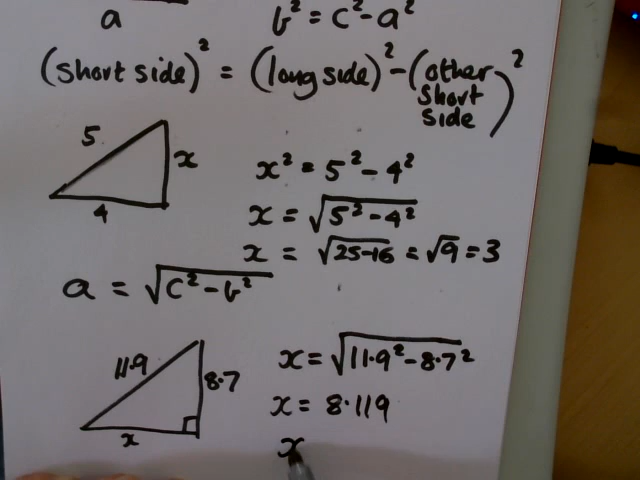 a
b² = c² - a²
(short side)² = (long side)² - (other short side)²
5
x
4
x² = 5² - 4²
x = √5² - 4²
x = √25-16 = √9 = 3
a = √c² - b²
11.9
8.7
x
x = √11.9² - 8.7²
x = 8.119
x